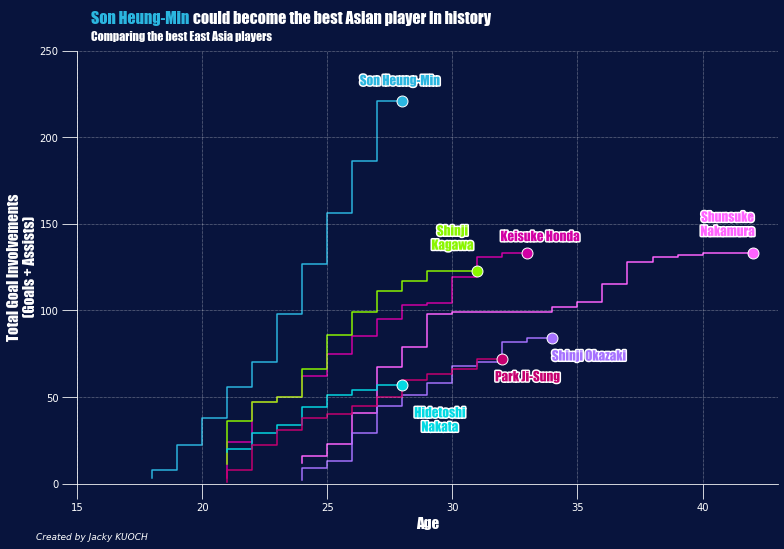 Son Heung-Min could become the best Asian player in history
Comparing the best East Asia players
250
200
150
100
50
0
Total Goal Involvements
(Goals + Assists)
Son Heung-Min
Shinji
Kagawa
Keisuke Honda
Shunsuke
Nakamura
Shinji Okazaki
Park Ji-Sung
Hidetoshi
Nakata
15
20
25
30
35
40
Age
Created by Jacky KUOCH